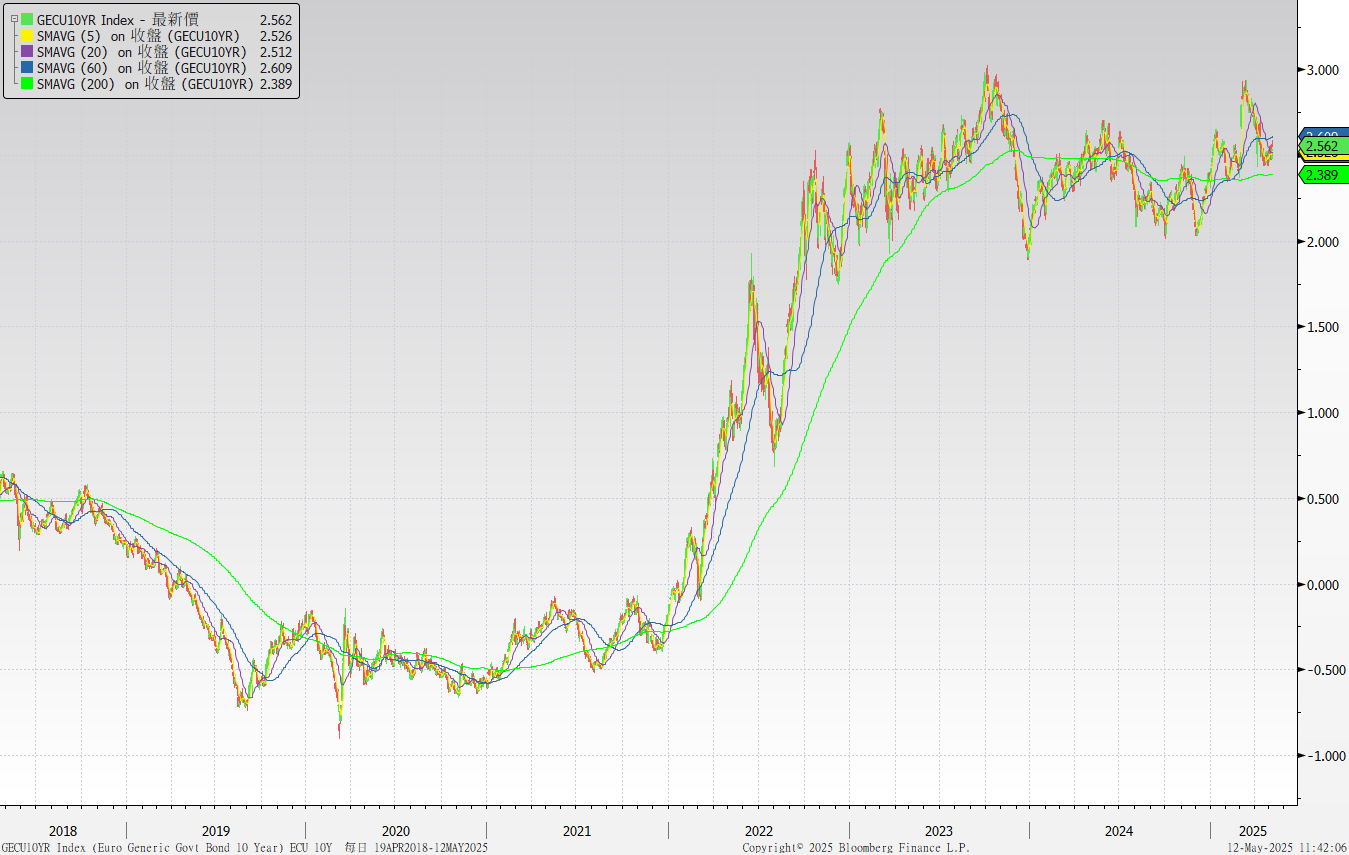 GECU10YR Index - 最新價 2.562
SMAVG (5) on 收盤 (GECU10YR) 2.526
SMAVG (20) on 收盤 (GECU10YR) 2.512
SMAVG (60) on 收盤 (GECU10YR) 2.609
SMAVG (200) on 收盤 (GECU10YR) 2.389
3.000
2.609
2.562
2.389
2.000
1.500
1.000
0.500
0.000
-0.500
-1.000
2018 2019 2020 2021 2022 2023 2024 2025
GECU10YR Index (Euro Generic Govt Bond 10 Year) ECU 10Y 每日 19APR2018-12MAY2025 Copyright© 2025 Bloomberg Finance L.P. 12-May-2025 11:42:06